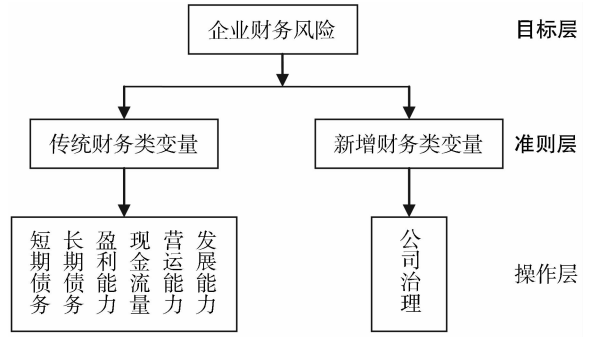 企业财务风险
目标层
传统财务类变量
新增财务类变量
准则层
短期债务
长期债务
盈利能力
现金流量
营运能力
发展能力
公司治理
操作层